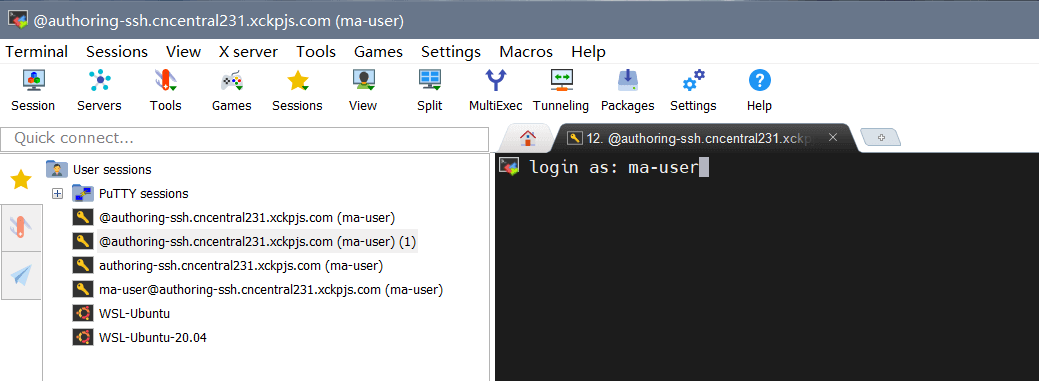 @authoring-ssh.cncentral231.xckpjs.com (ma-user)
Terminal Sessions View X server Tools Games Settings Macros Help
Session Servers Tools Games Sessions View Split MultiExec Tunneling Packages Settings Help
Quick connect...
12. @authoring-ssh.cncentral231.xckp
User sessions
PuTTY sessions
@authoring-ssh.cncentral231.xckpjs.com (ma-user)
@authoring-ssh.cncentral231.xckpjs.com (ma-user) (1)
authoring-ssh.cncentral231.xckpjs.com (ma-user)
ma-user@authoring-ssh.cncentral231.xckpjs.com (ma-user)
WSL-Ubuntu
WSL-Ubuntu-20.04
login as: ma-user